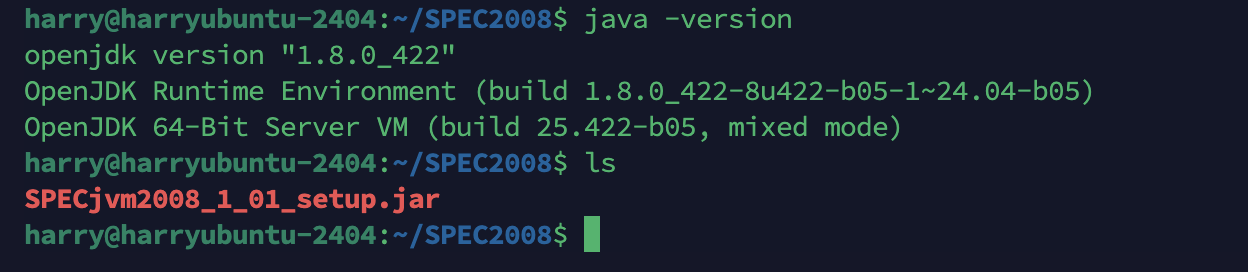 harry@harryubuntu-2404:~/SPEC2008$ java -version
openjdk version "1.8.0_422"
OpenJDK Runtime Environment (build 1.8.0_422-8u422-b05-1~24.04-b05)
OpenJDK 64-Bit Server VM (build 25.422-b05, mixed mode)
harry@harryubuntu-2404:~/SPEC2008$ ls
SPECjvm2008_1_01_setup.jar
harry@harryubuntu-2404:~/SPEC2008$